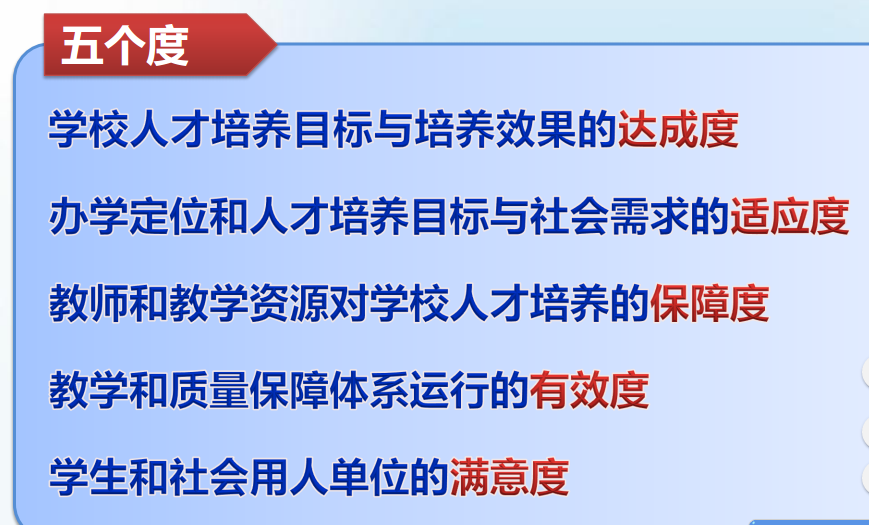 五个度
学校人才培养目标与培养效果的达成度
办学定位和人才培养目标与社会需求的适应度
教师和教学资源对学校人才培养的保障度
教学和质量保障体系运行的有效度
学生和社会用人单位的满意度